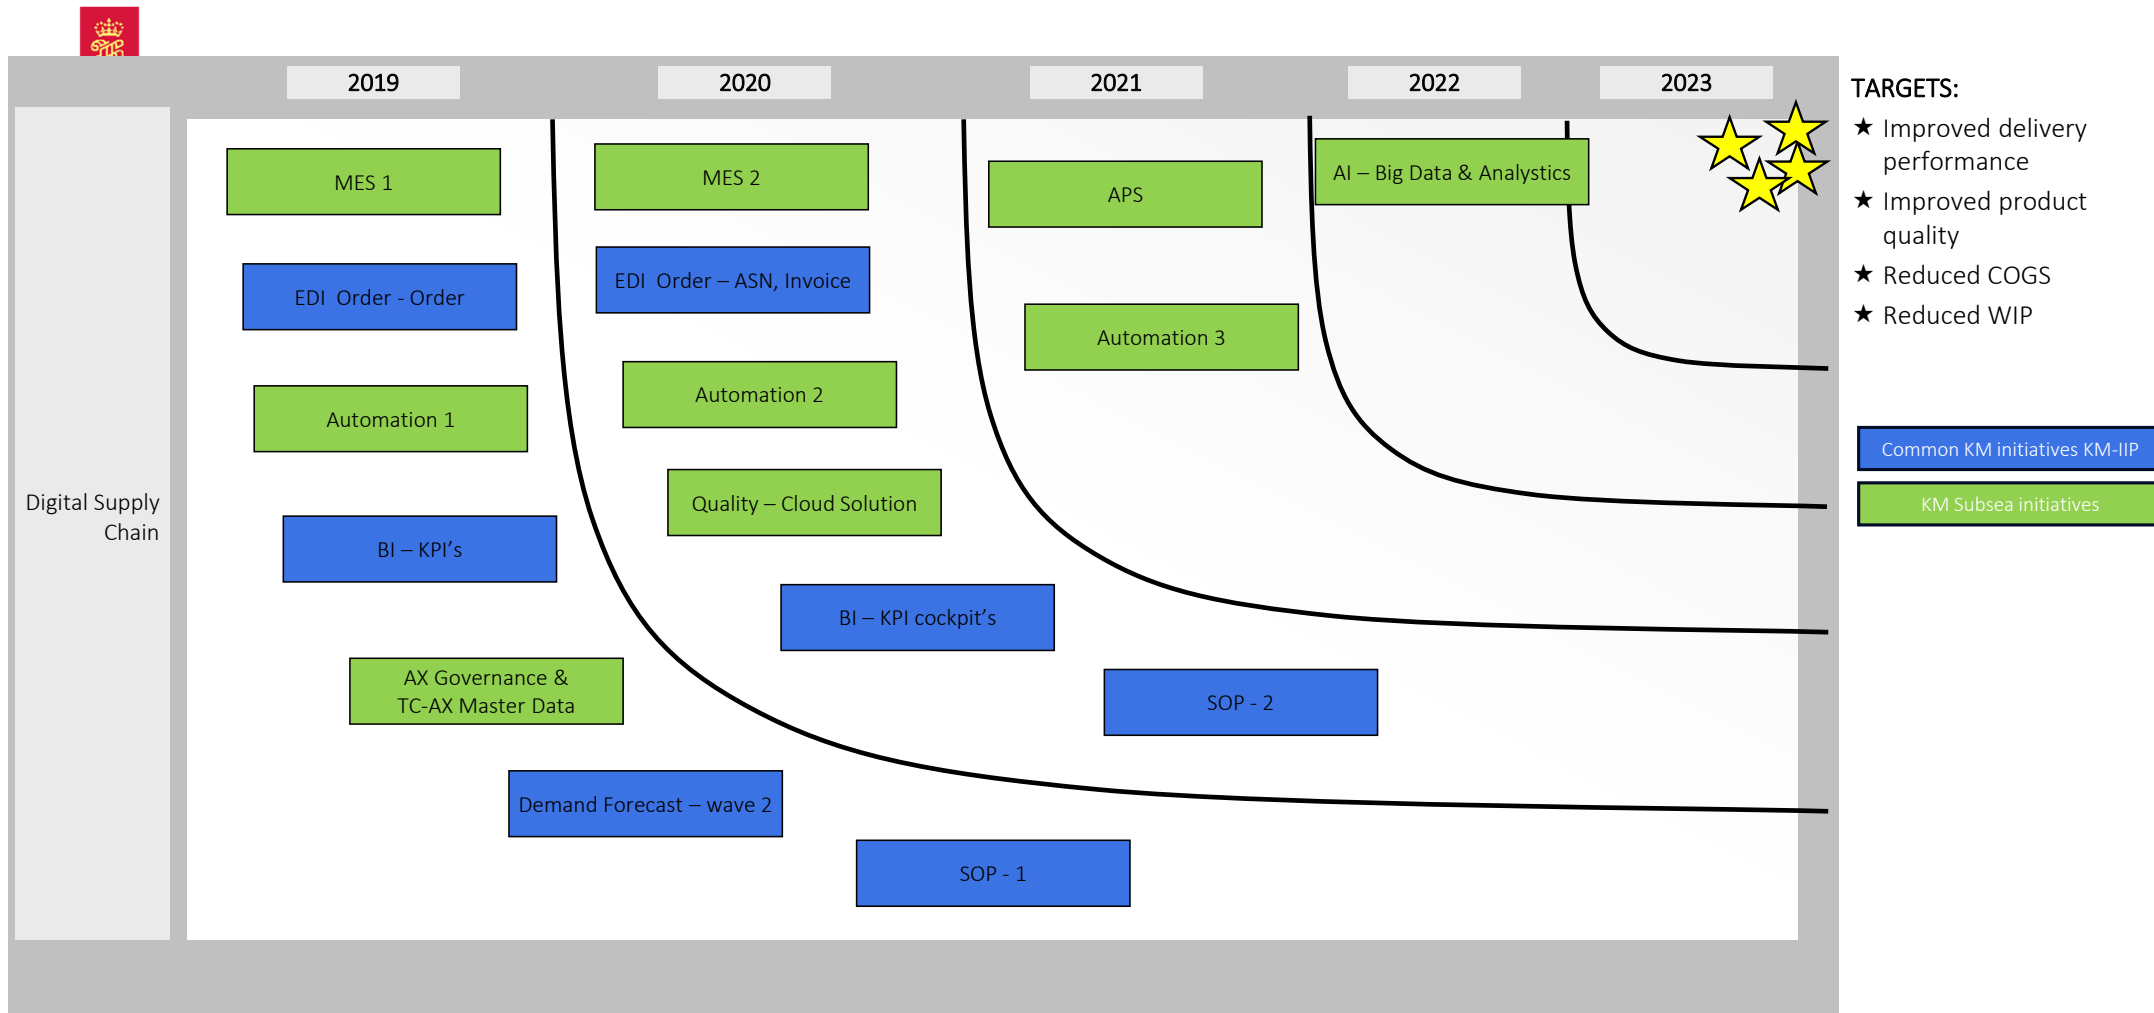 2019
2020
2021
2022
2023
TARGETS:
★ Improved delivery
performance
★ Improved product
quality
★ Reduced COGS
★ Reduced WIP
MES 1
MES 2
APS
AI – Big Data & Analystics
EDI Order - Order
EDI Order – ASN, Invoice
Automation 3
Automation 1
Automation 2
Quality – Cloud Solution
Common KM initiatives KM-IIP
KM Subsea initiatives
Digital Supply
Chain
BI – KPI’s
BI – KPI cockpit’s
AX Governance &
TC-AX Master Data
SOP - 2
Demand Forecast – wave 2
SOP - 1